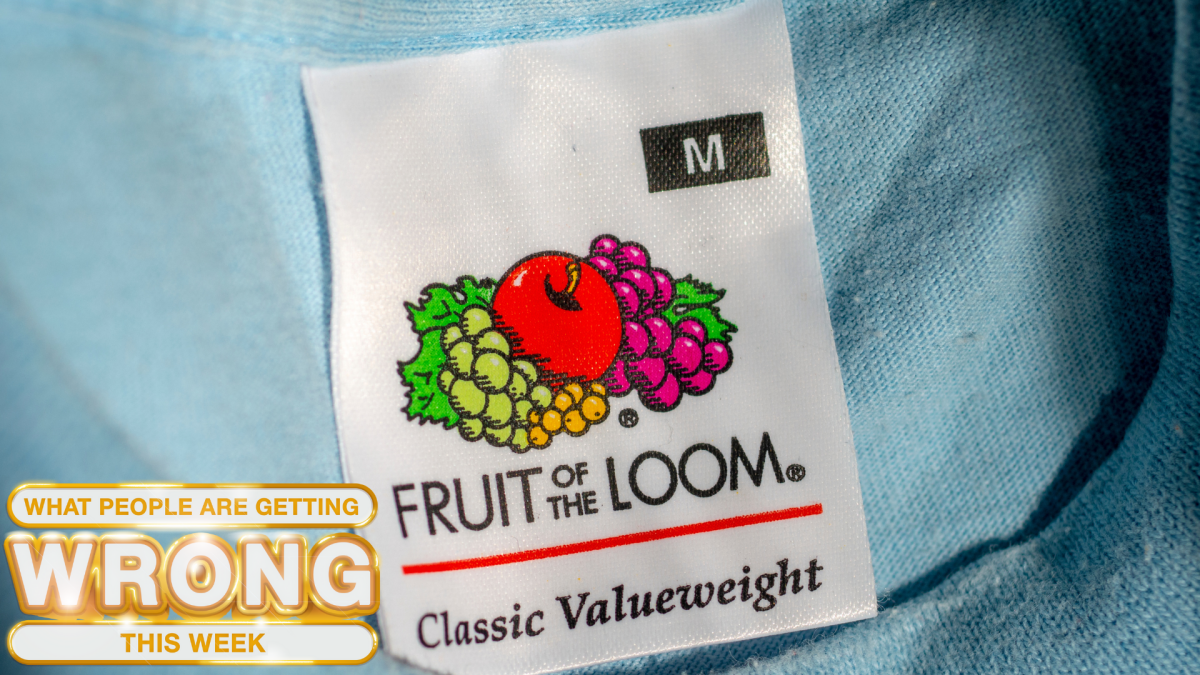 M
®
FRUIT OF THE LOOM®
Classic Valueweight
WHAT PEOPLE ARE GETTING
WRONG
THIS WEEK